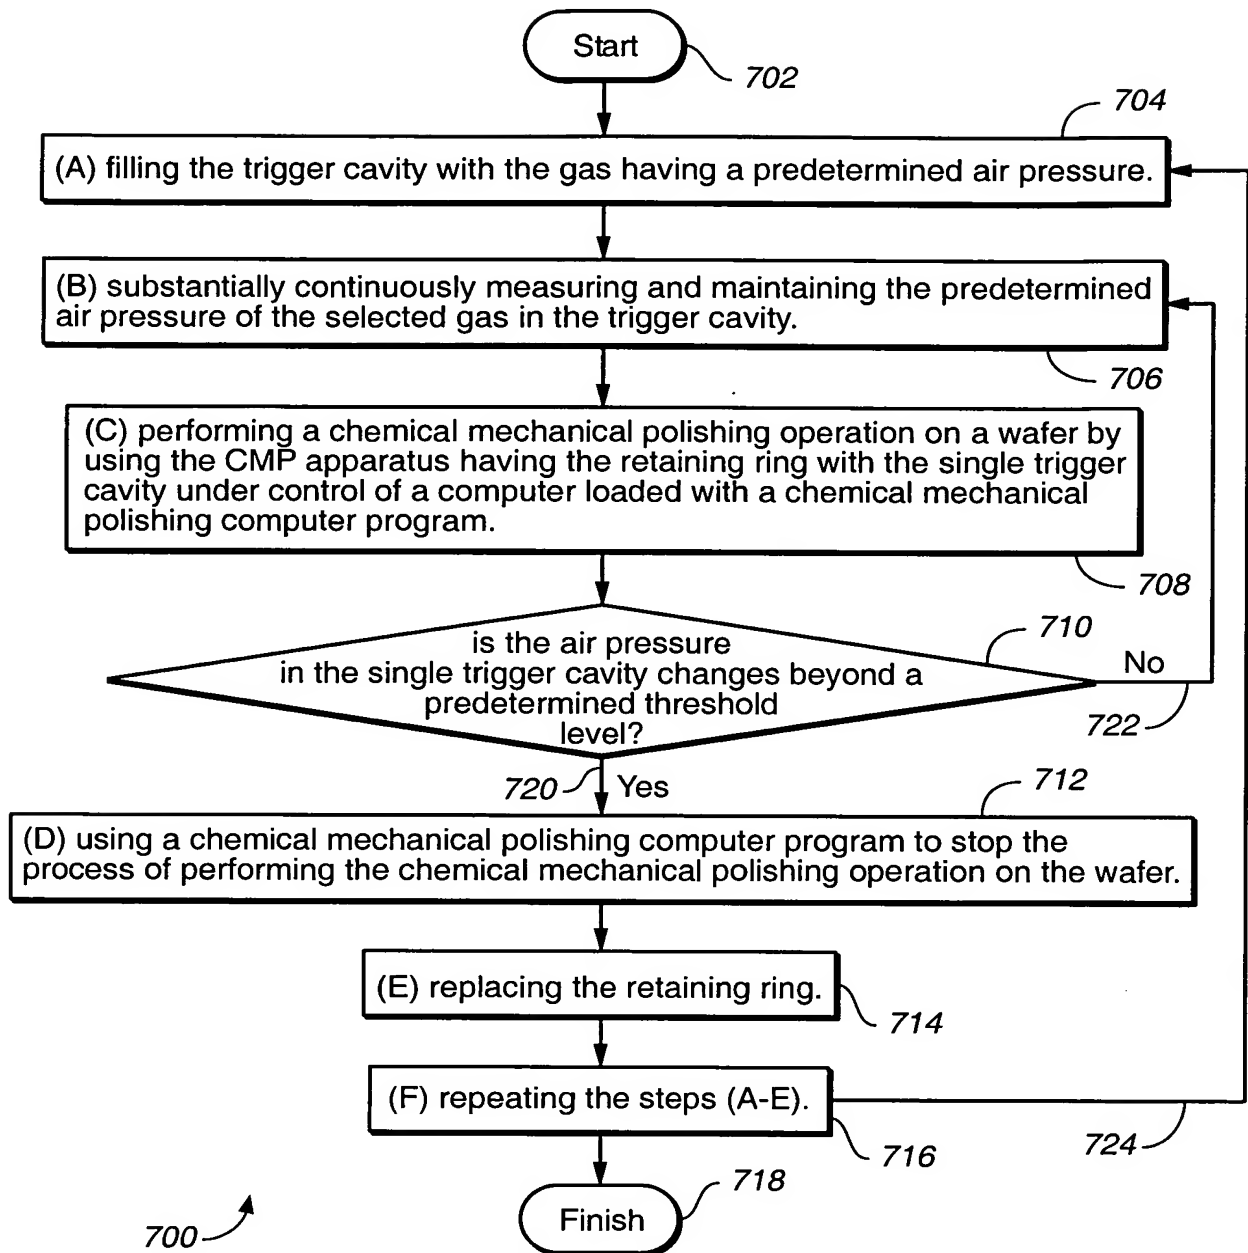 Start
702
704
(A) filling the trigger cavity with the gas having a predetermined air pressure.
(B) substantially continuously measuring and maintaining the predetermined
air pressure of the selected gas in the trigger cavity.
706
(C) performing a chemical mechanical polishing operation on a wafer by
using the CMP apparatus having the retaining ring with the single trigger
cavity under control of a computer loaded with a chemical mechanical
polishing computer program.
708
is the air pressure
in the single trigger cavity changes beyond a
predetermined threshold
level?
710
No
722
720
Yes
712
(D) using a chemical mechanical polishing computer program to stop the
process of performing the chemical mechanical polishing operation on the wafer.
(E) replacing the retaining ring.
714
(F) repeating the steps (A-E).
716
724
Finish
718
700